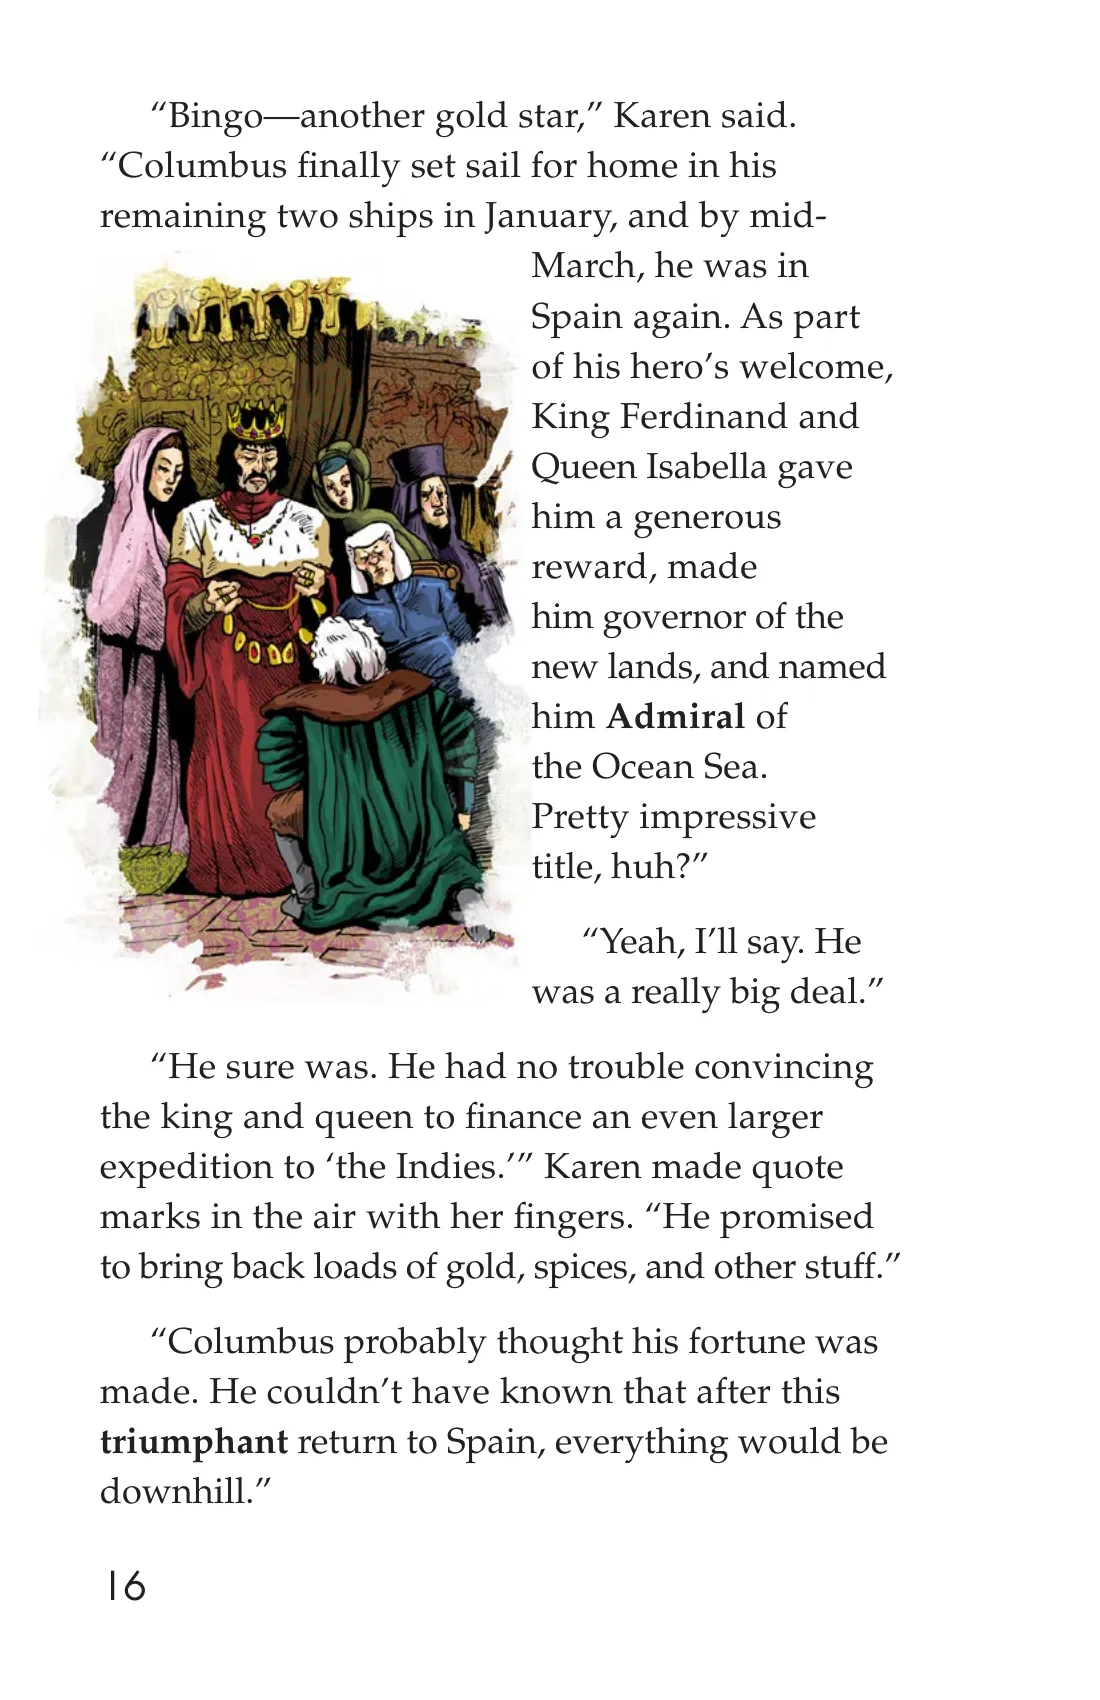 “Bingo—another gold star,” Karen said.
“Columbus finally set sail for home in his
remaining two ships in January, and by mid-
March, he was in
Spain again. As part
of his hero’s welcome,
King Ferdinand and
Queen Isabella gave
him a generous
reward, made
him governor of the
new lands, and named
him Admiral of
the Ocean Sea.
Pretty impressive
title, huh?”
“Yeah, I’ll say. He
was a really big deal.”
“He sure was. He had no trouble convincing
the king and queen to finance an even larger
expedition to ‘the Indies.’” Karen made quote
marks in the air with her fingers. “He promised
to bring back loads of gold, spices, and other stuff.”
“Columbus probably thought his fortune was
made. He couldn’t have known that after this
triumphant return to Spain, everything would be
downhill.”
16